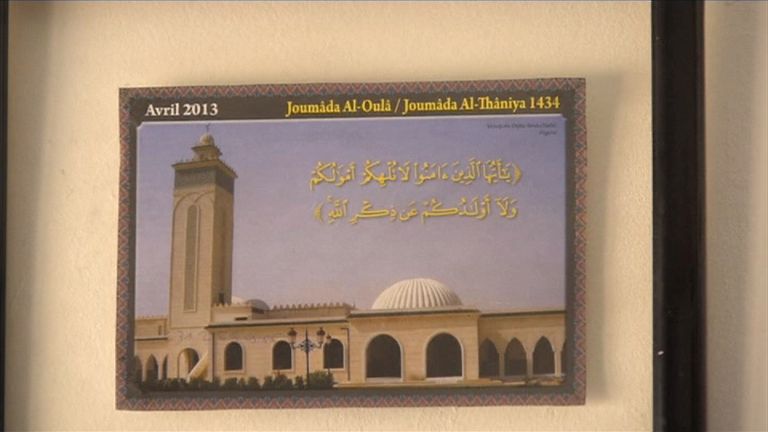 Avril 2013
Joumâda Al-Oulâ / Joumâda Al-Thâniya 1434
﴿ يَٰٓأَيُّهَا ٱلَّذِينَ ءَامَنُوا۟ لَا تُلْهِكُمْ أَمْوَٰلُكُمْ
وَلَآ أَوْلَٰدُكُمْ عَن ذِكْرِ ٱللَّهِ ﴾